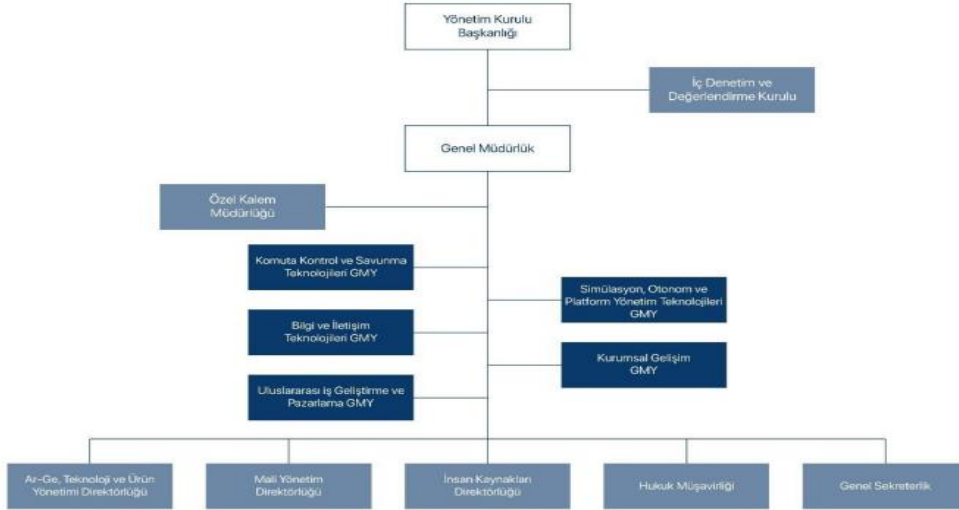 Yönetim Kurulu
Başkanlığı
İç Denetim ve
Değerlendirme Kurulu
Genel Müdürlük
Özel Kalem
Müdürlüğü
Komuta Kontrol ve Savunma
Teknolojileri GMY
Simülasyon, Otonom ve
Platform Yönetim Teknolojileri
GMY
Bilgi ve İletişim
Teknolojileri GMY
Kurumsal Gelişim
GMY
Uluslararası iş Geliştirme ve
Pazarlama GMY
Ar-Ge, Teknoloji ve Ürün
Yönetimi Direktörlüğü
Mali Yönetim
Direktörlüğü
İnsan Kaynakları
Direktörlüğü
Hukuk Müşavirliği
Genel Sekreterlik